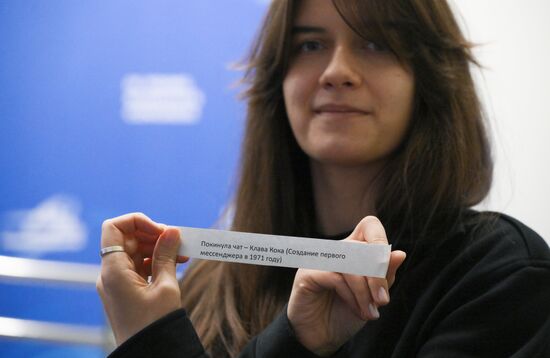 Покинула чат – Клава Кока (Создание первого
мессенджера в 1971 году)